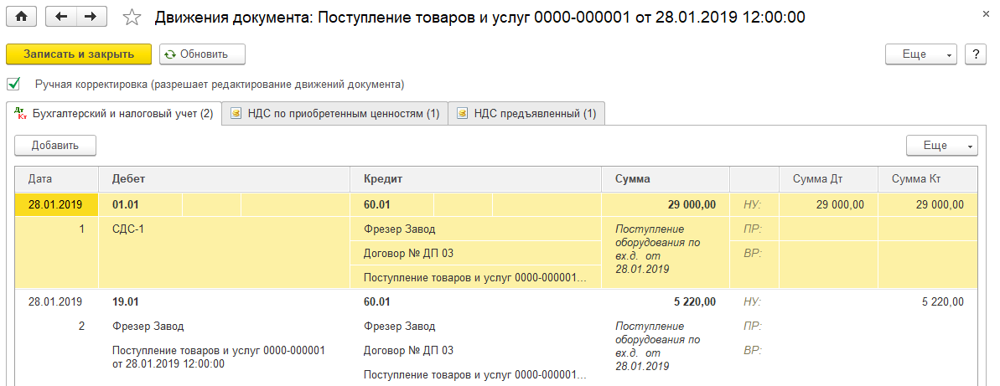 Движения документа: Поступление товаров и услуг 0000-000001 от 28.01.2019 12:00:00
Записать и закрыть Обновить Еще ?
Ручная корректировка (разрешает редактирование движений документа)
Дт Кт Бухгалтерский и налоговый учет (2) НДС по приобретенным ценностям (1) НДС предъявленный (1)
Добавить Еще
Дата Дебет Кредит Сумма Сумма Дт Сумма Кт
28.01.2019 01.01 60.01 29 000,00 НУ: 29 000,00 29 000,00
1 СДС-1 Фрезер Завод Поступление ПР:
оборудования по
Договор № ДП 03 вх.д. от ВР:
28.01.2019
Поступление товаров и услуг 0000-000001...
28.01.2019 19.01 60.01 5 220,00 НУ: 5 220,00
2 Фрезер Завод Фрезер Завод Поступление ПР:
оборудования по
Поступление товаров и услуг 0000-000001 Договор № ДП 03 вх.д. от ВР:
от 28.01.2019 12:00:00 28.01.2019
Поступление товаров и услуг 0000-000001...